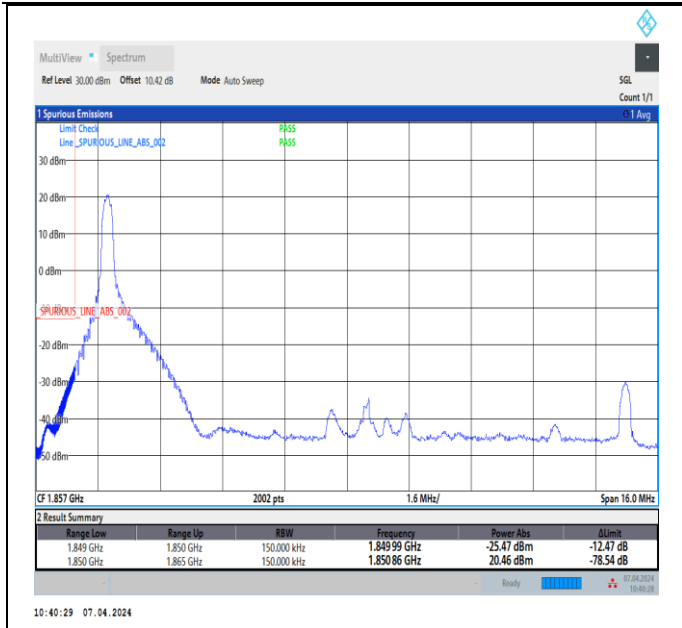 MultiView Spectrum
Ref Level 30.00 dBm Offset 10.42 dB Mode Auto Sweep SGL
Count 1/1
1 Spurious Emissions 1 Avg
Limit Check PASS
Line _SPURIOUS_LINE_ABS_002 PASS
30 dBm
20 dBm
10 dBm
0 dBm
-10 dBm
_SPURIOUS_LINE_ABS_002
-20 dBm
-30 dBm
-40 dBm
-50 dBm
CF 1.857 GHz 2002 pts 1.6 MHz/ Span 16.0 MHz
2 Result Summary
Range Low Range Up RBW Frequency Power Abs ΔLimit
1.849 GHz 1.850 GHz 150.000 kHz 1.84999 GHz -25.47 dBm -12.47 dB
1.850 GHz 1.865 GHz 150.000 kHz 1.85086 GHz 20.46 dBm -78.54 dB
Ready 07.04.2024
10:40:28
10:40:29 07.04.2024